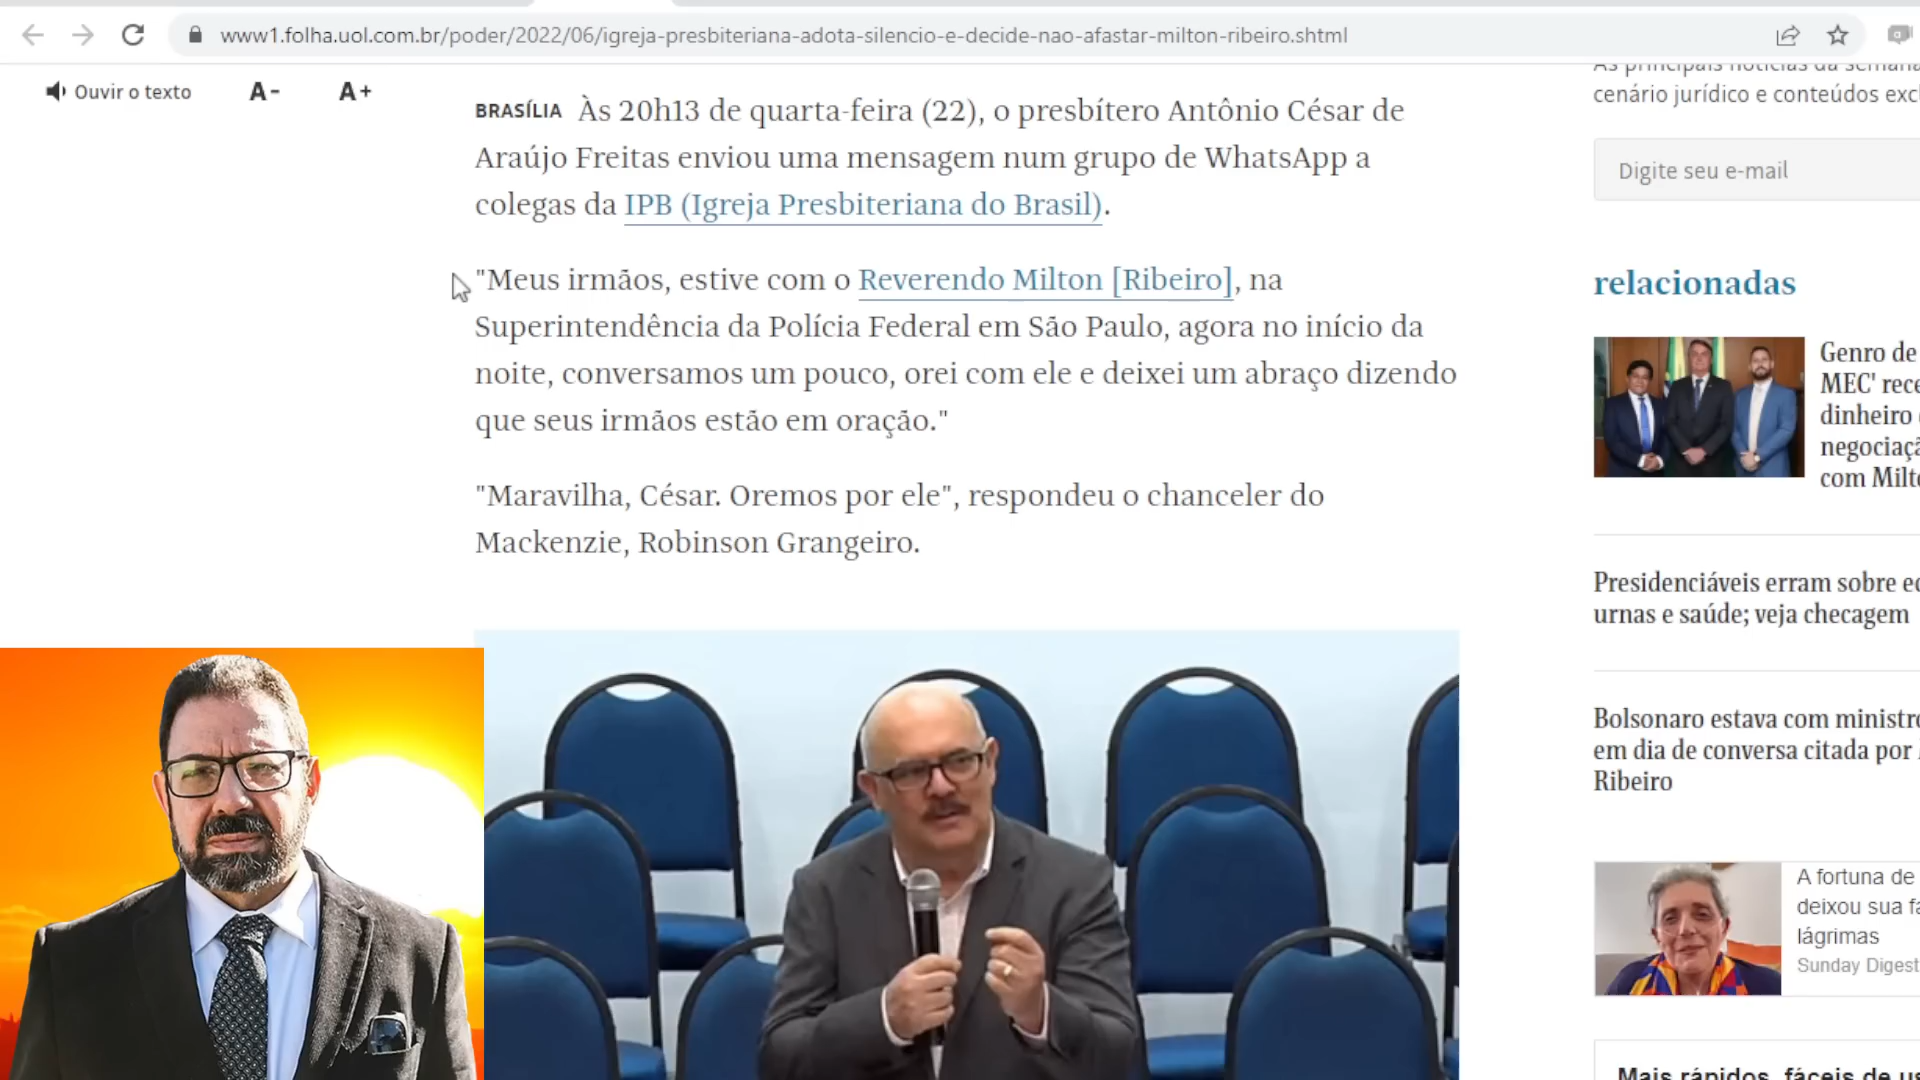 www1.folha.uol.com.br/poder/2022/06/igreja-presbiteriana-adota-silencio-e-decide-nao-afastar-milton-ribeiro.shtml
Ouvir o texto
A-
A+
BRASÍLIA Às 20h13 de quarta-feira (22), o presbítero Antônio César de
Araújo Freitas enviou uma mensagem num grupo de WhatsApp a
colegas da IPB (Igreja Presbiteriana do Brasil).
"Meus irmãos, estive com o Reverendo Milton [Ribeiro], na
Superintendência da Polícia Federal em São Paulo, agora no início da
noite, conversamos um pouco, orei com ele e deixei um abraço dizendo
que seus irmãos estão em oração."
"Maravilha, César. Oremos por ele", respondeu o chanceler do
Mackenzie, Robinson Grangeiro.
As principais notícias da semana
cenário jurídico e conteúdos
Digite seu e-mail
relacionadas
Genro de
MEC'
dinheiro
com
Presidenciáveis erram sobre
urnas e saúde; veja checagem
Bolsonaro estava com
em dia de conversa citada por
Ribeiro
A fortuna de
deixou sua
lágrimas
Sunday Digest
Mais rápidos, fáceis de